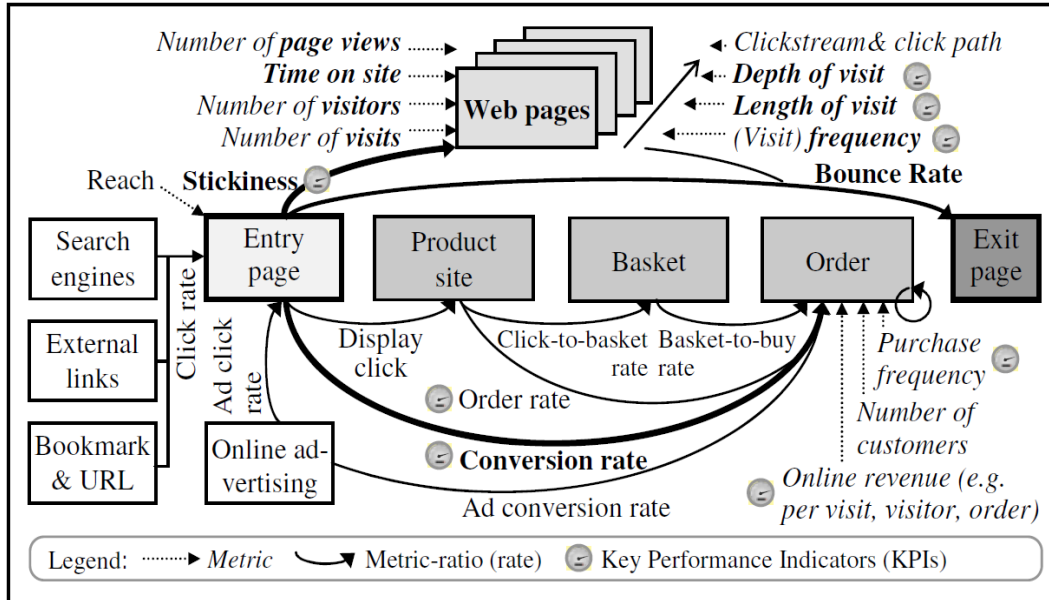 Number of page views
Time on site
Number of visitors
Number of visits
Web pages
Clickstream& click path
Depth of visit
Length of visit
(Visit) frequency
Reach
Stickiness
Bounce Rate
Search
engines
External
links
Bookmark
& URL
Click rate
Ad click
rate
Entry
page
Product
site
Basket
Order
Exit
page
Display
click
Click-to-basket
rate
Basket-to-buy
rate
Order rate
Conversion rate
Online ad-
vertising
Ad conversion rate
Purchase
frequency
Number of
customers
Online revenue (e.g.
per visit, visitor, order)
Legend:
Metric
Metric-ratio (rate)
Key Performance Indicators (KPIs)